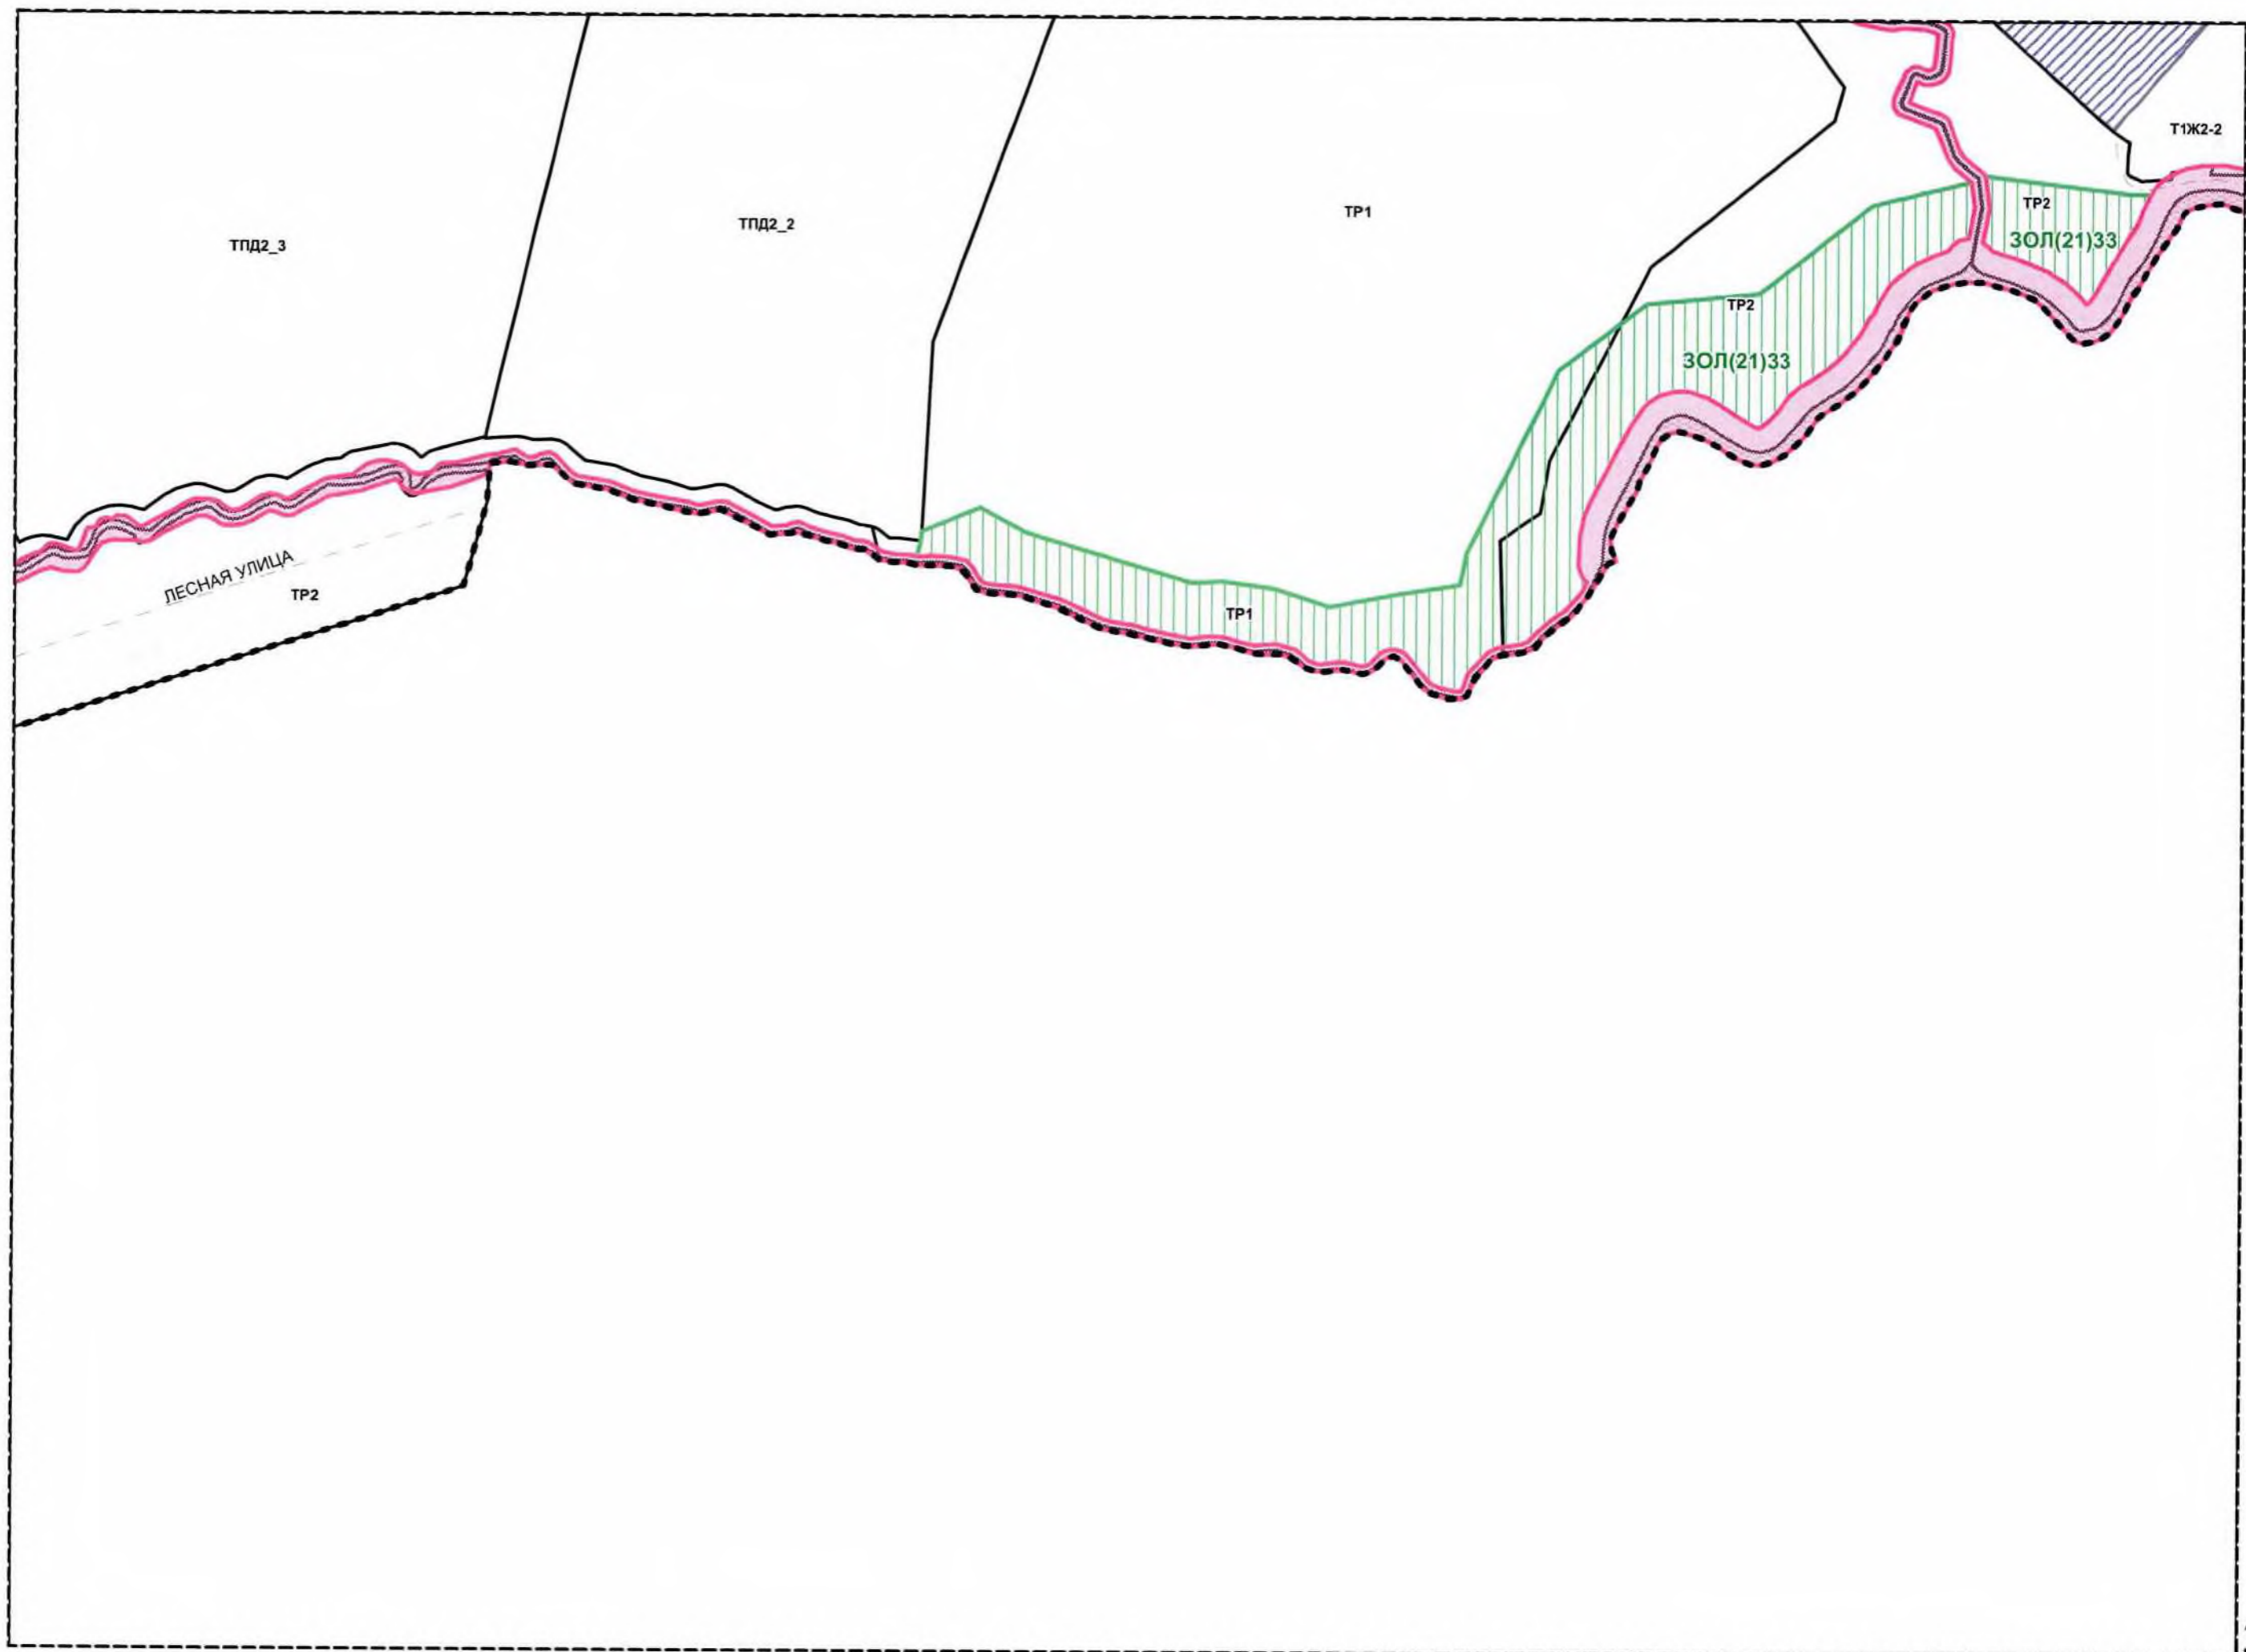 Т1Ж2-2
ТР2
ТР1
ТПД2_2
ЗОЛ(21)33
ТПД2_3
ТР2
ЗОЛ(21)33
ЛЕСНАЯ УЛИЦА
ТР2
ТР1